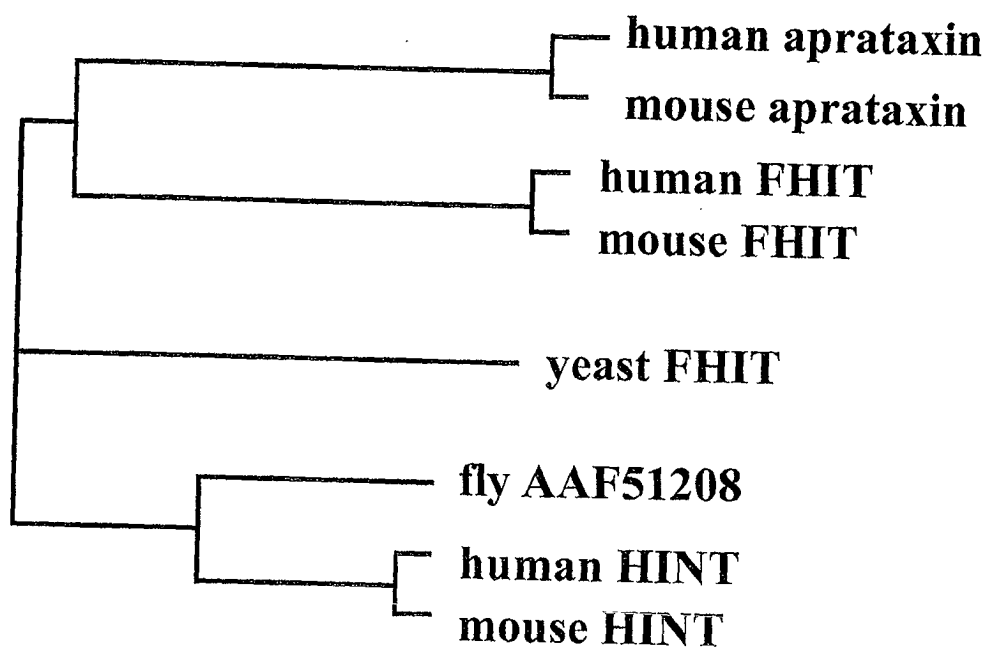 human aprataxin
mouse aprataxin
human FHIT
mouse FHIT
yeast FHIT
fly AAF51208
human HINT
mouse HINT